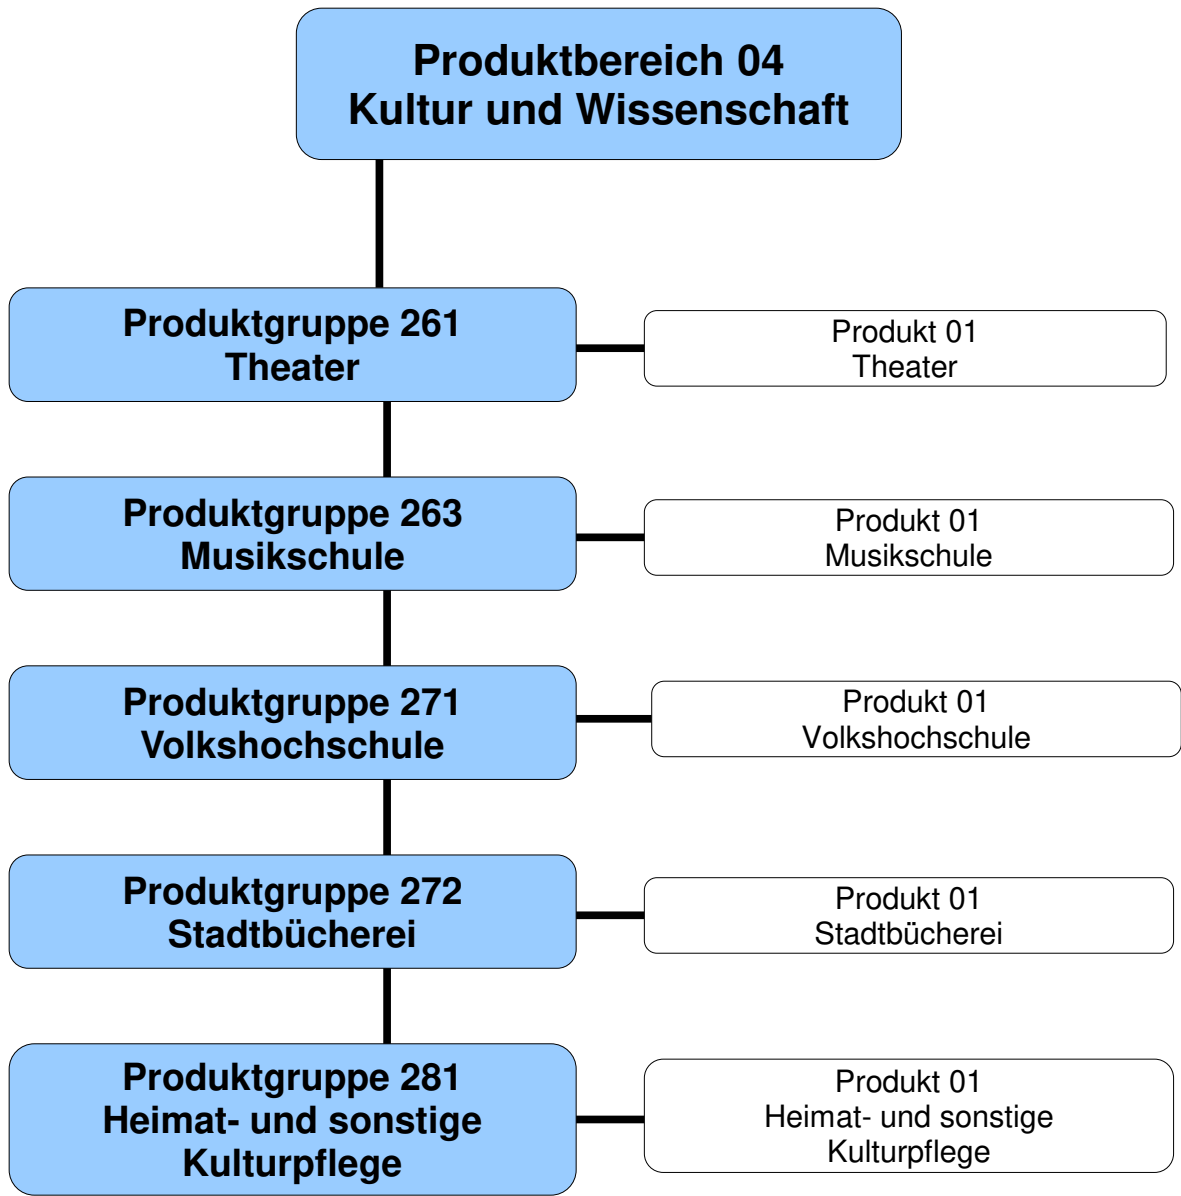 Produktbereich 04
Kultur und Wissenschaft
Produktgruppe 261
Theater
Produkt 01
Theater
Produktgruppe 263
Musikschule
Produkt 01
Musikschule
Produktgruppe 271
Volkshochschule
Produkt 01
Volkshochschule
Produktgruppe 272
Stadtbücherei
Produkt 01
Stadtbücherei
Produktgruppe 281
Heimat- und sonstige
Kulturpflege
Produkt 01
Heimat- und sonstige
Kulturpflege